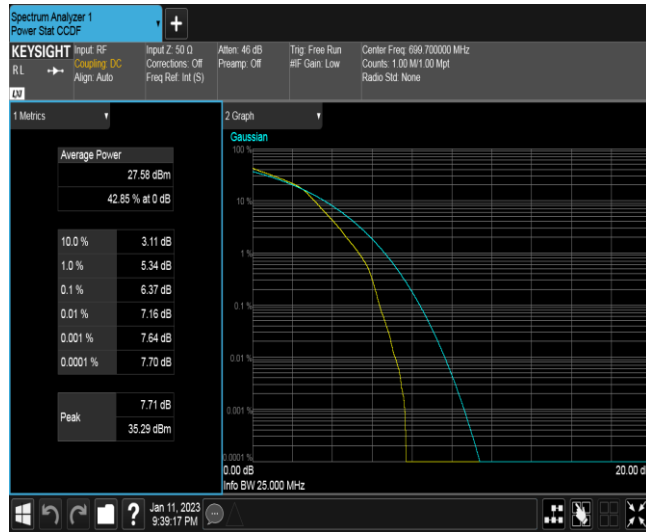 Spectrum Analyzer 1
Power Stat CCDF
+
KEYSIGHT
RL
LXI
Input: RF
Coupling: DC
Align: Auto
Input Z: 50 Ω
Corrections: Off
Freq Ref: Int (S)
Atten: 46 dB
Preamp: Off
Trig: Free Run
#IF Gain: Low
Center Freq: 699.700000 MHz
Counts: 1.00 M/1.00 Mpt
Radio Std: None
1 Metrics
Average Power
27.58 dBm
42.85 % at 0 dB
10.0 % 3.11 dB
1.0 % 5.34 dB
0.1 % 6.37 dB
0.01 % 7.16 dB
0.001 % 7.64 dB
0.0001 % 7.70 dB
Peak
7.71 dB
35.29 dBm
2 Graph
Gaussian
100 %
10 %
1 %
0.1 %
0.01 %
0.001 %
0.0001 %
0.00 dB 20.00 d
Info BW 25.000 MHz
?
Jan 11, 2023
9:39:17 PM